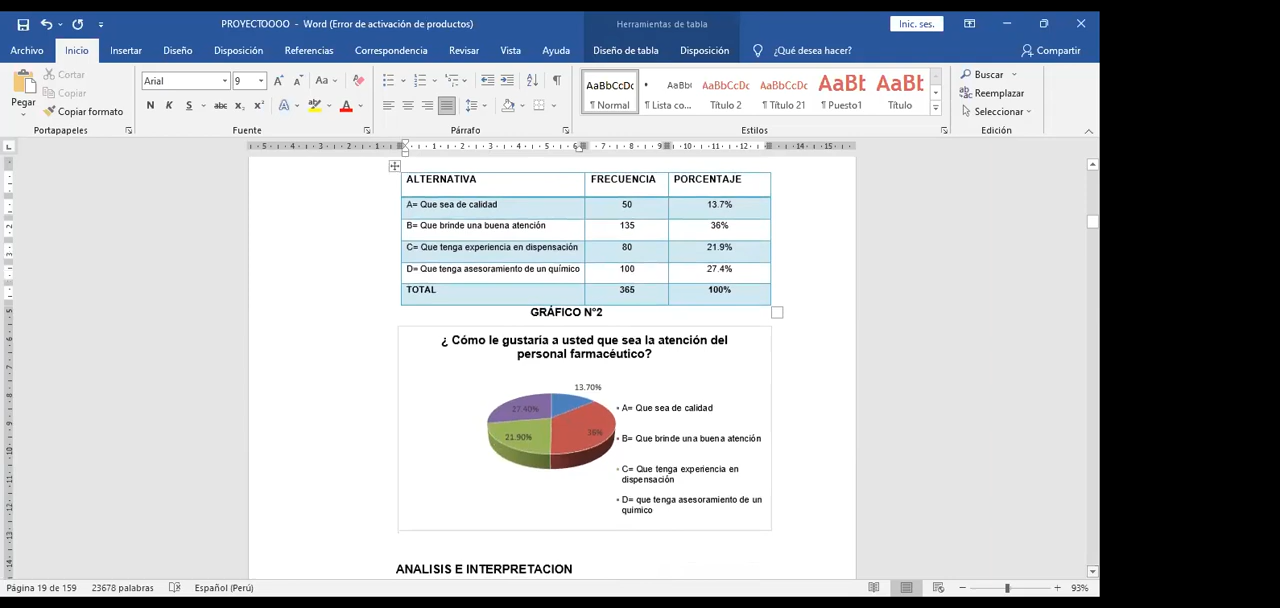 PROYECTOOOO - Word (Error de activación de productos)
Herramientas de tabla
Inic. ses.
Archivo Inicio Insertar Diseño Disposición Referencias Correspondencia Revisar Vista Ayuda Diseño de tabla Disposición ¿Qué desea hacer? Compartir
Pegar
Cortar
Copiar
Copiar formato
Portapapeles
Arial 9
Fuente
Párrafo
AaBbCcDc AaBb AaBbCcDc AaBbCcDc AaBb AaBb
¶ Normal ¶ Lista co... Título 2 ¶ Título 21 ¶ Puesto1 Título
Estilos
Buscar
Reemplazar
Seleccionar
Edición
ALTERNATIVA FRECUENCIA PORCENTAJE
A= Que sea de calidad 50 13.7%
B= Que brinde una buena atención 135 36%
C= Que tenga experiencia en dispensación 80 21.9%
D= Que tenga asesoramiento de un químico 100 27.4%
TOTAL 365 100%
GRÁFICO N°2
¿ Cómo le gustaría a usted que sea la atención del
personal farmacéutico?
13.70%
27.40%
36%
21.90%
A= Que sea de calidad
B= Que brinde una buena atención
C= Que tenga experiencia en
dispensación
D= que tenga asesoramiento de un
quimico
ANALISIS E INTERPRETACION
Página 19 de 159 23678 palabras Español (Perú) 93%